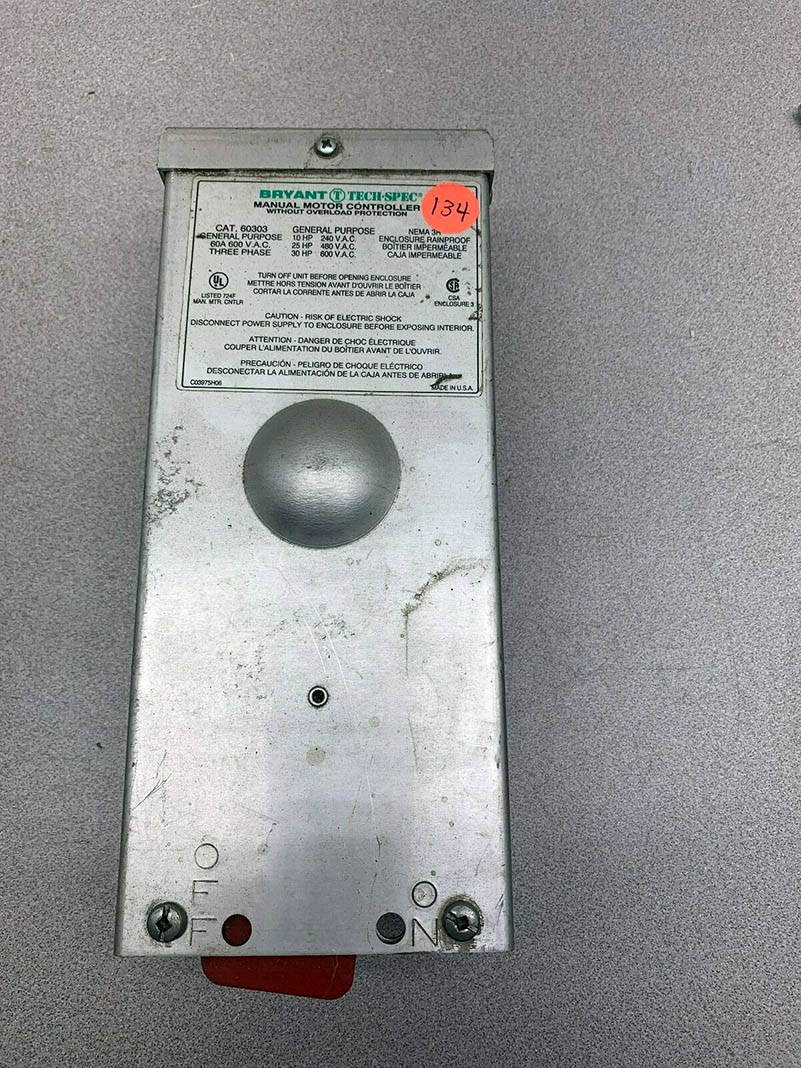 BRYANT T TECH-SPEC®
MANUAL MOTOR CONTROLLER
WITHOUT OVERLOAD PROTECTION
134
CAT. 60303
GENERAL PURPOSE
60A 600 V.A.C.
THREE PHASE
GENERAL PURPOSE
10 HP 240 V.A.C.
25 HP 480 V.A.C.
30 HP 600 V.A.C.
NEMA 3R
ENCLOSURE RAINPROOF
BOÎTIER IMPERMÉABLE
CAJA IMPERMEABLE
UL
LISTED 724F
MAN. MTR. CNTLR
TURN OFF UNIT BEFORE OPENING ENCLOSURE
METTRE HORS TENSION AVANT D'OUVRIR LE BOÎTIER
CORTAR LA CORRENTE ANTES DE ABRIR LA CAJA
CSA
ENCLOSURE 3
CAUTION - RISK OF ELECTRIC SHOCK
DISCONNECT POWER SUPPLY TO ENCLOSURE BEFORE EXPOSING INTERIOR.
ATTENTION - DANGER DE CHOC ÉLECTRIQUE
COUPER L'ALIMENTATION DU BOÎTIER AVANT DE L'OUVRIR.
PRECAUCIÓN - PELIGRO DE CHOQUE ELÉCTRICO
DESCONECTAR LA ALIMENTACIÓN DE LA CAJA ANTES DE ABRIRLA
C03975H06
MADE IN U.S.A.
OFF
ON